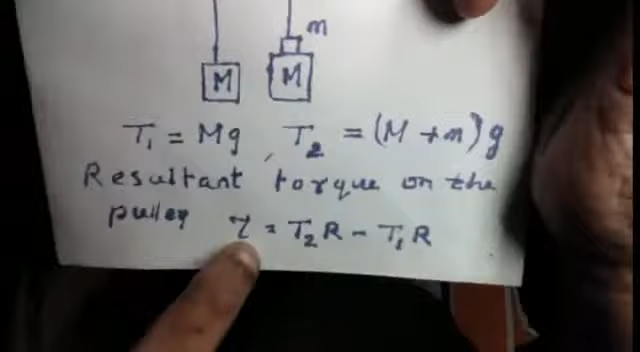 m
M M
T₁ = Mg, T₂ = (M+m)g
Resultant torque on the
pulley τ = T₂R - T₁R